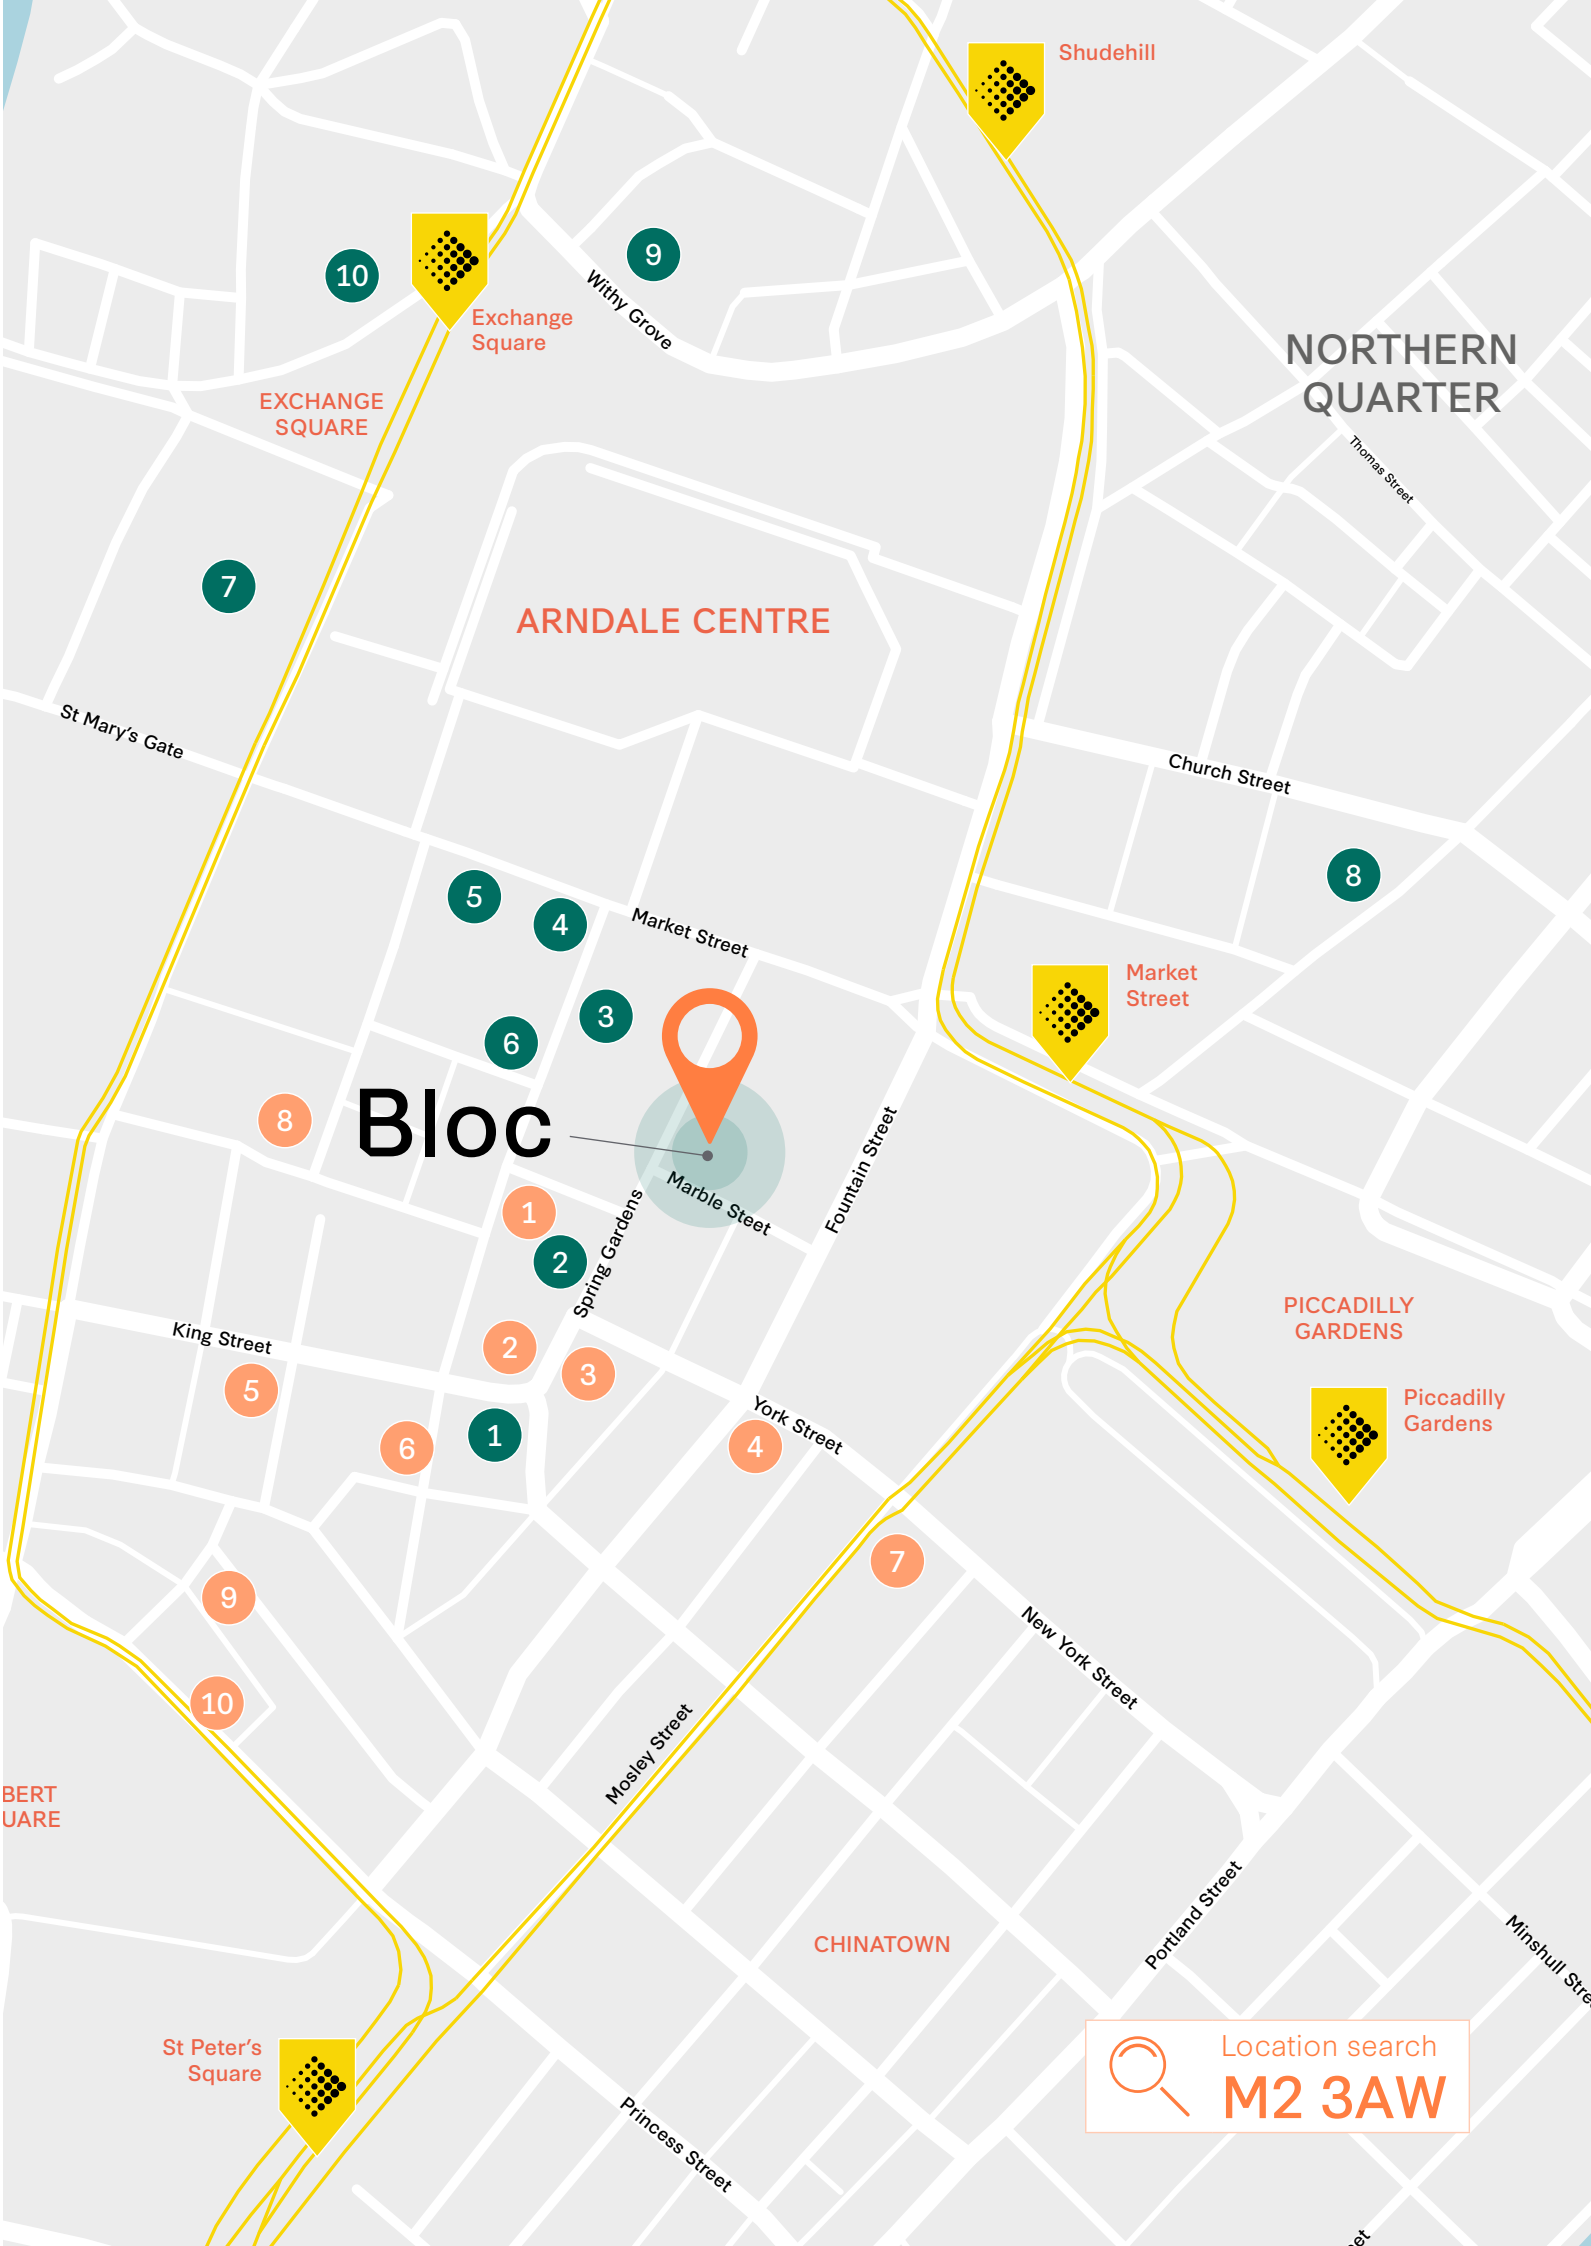 Shudehill
9
10
Withy Grove
Exchange
Square
NORTHERN
QUARTER
EXCHANGE
SQUARE
Thomas Street
7
ARNDALE CENTRE
St Mary's Gate
Church Street
8
5
4
Market Street
Market
Street
3
6
Bloc
8
Fountain Street
Marble Steet
1
Spring Gardens
2
PICCADILLY
GARDENS
King Street
2
3
5
Piccadilly
Gardens
York Street
1
6
4
7
9
New York Street
10
Mosley Street
BERT
UARE
Portland Street
CHINATOWN
Minshull Stre
St Peter's
Square
Location search
M2 3AW
Princess Street
et